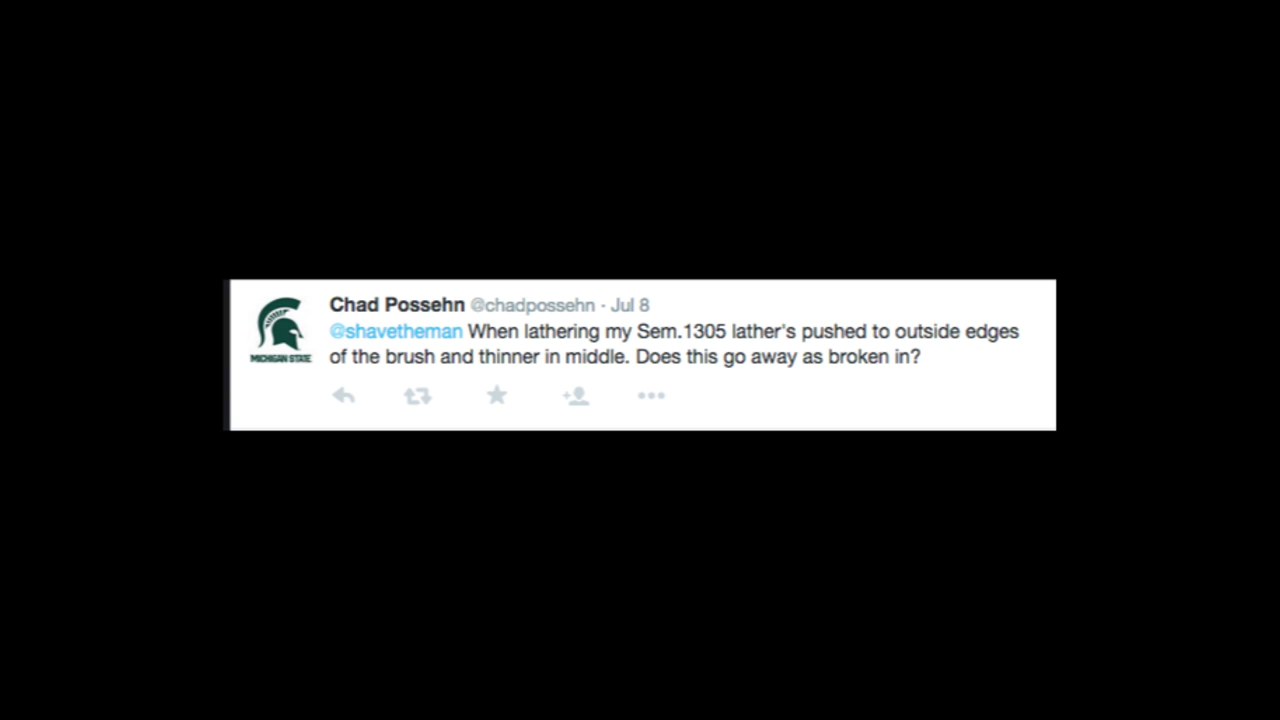 Chad Possehn @chadpossehn · Jul 8
@shavetheman When lathering my Sem.1305 lather's pushed to outside edges
of the brush and thinner in middle. Does this go away as broken in?
MICHIGAN STATE